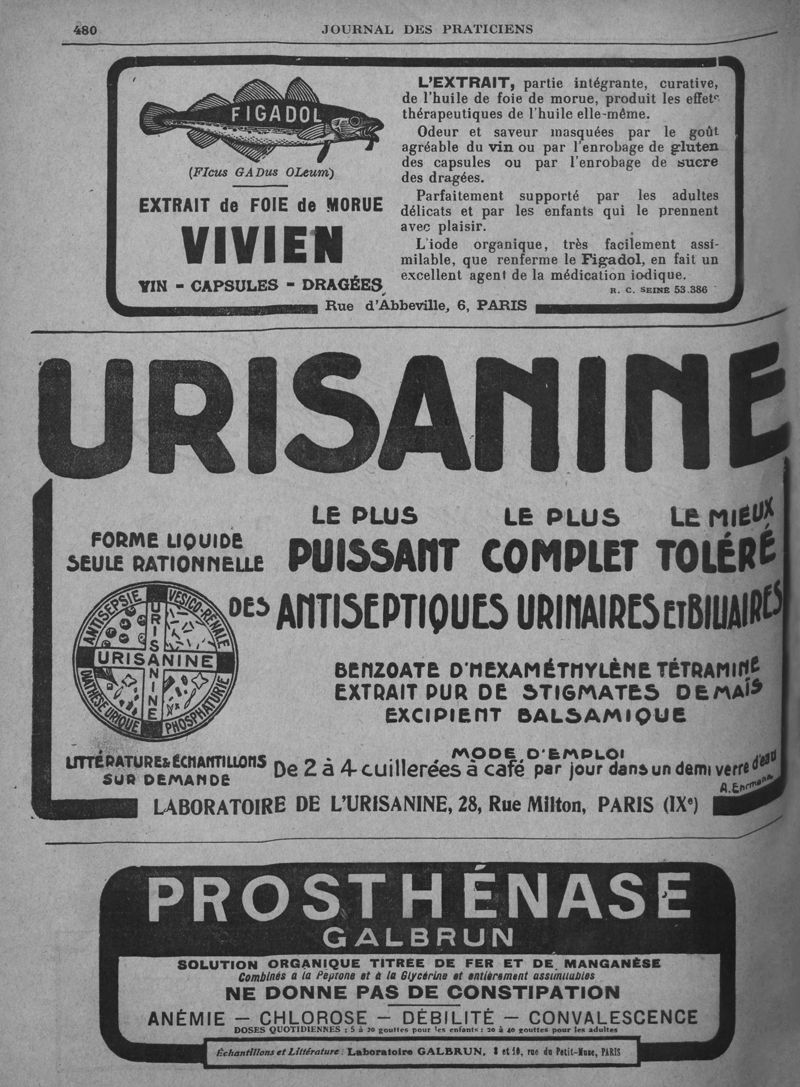 480
JOURNAL DES PRATICIENS
FIGADOL
(FIcus GADus OLeum)
EXTRAIT de FOIE de MORUE
VIVIEN
VIN - CAPSULES - DRAGÉES
L'EXTRAIT, partie intégrante, curative,
de l'huile de foie de morue, produit les effets
thérapeutiques de l'huile elle-même.
Odeur et saveur masquées par le goût
agréable du vin ou par l'enrobage de gluten
des capsules ou par l'enrobage de sucre
des dragées.
Parfaitement supporté par les adultes
délicats et par les enfants qui le prennent
avec plaisir.
L'iode organique, très facilement assi-
milable, que renferme le Figadol, en fait un
excellent agent de la médication iodique.
R. C. SEINE 53.386
Rue d'Abbeville, 6, PARIS
URISANINE
FORME LIQUIDE
SEULE RATIONNELLE
LE PLUS LE PLUS LE MIEUX
PUISSANT COMPLET TOLÉRÉ
DES ANTISEPTIQUES URINAIRES ET BILIAIRES
ANTISEPSIE VESICO-RENALE
URISANINE
URISANINE
DIATHÈSE URIQUE PHOSPHATURIE
BENZOATE D'HEXAMÉTHYLÈNE TÉTRAMINE
EXTRAIT PUR DE STIGMATES DE MAÏS
EXCIPIENT BALSAMIQUE
LITTÉRATURE & ÉCHANTILLONS
SUR DEMANDE
MODE D'EMPLOI
De 2 à 4 cuillerées à café par jour dans un demi verre d'eau
A. Ehrmann
LABORATOIRE DE L'URISANINE, 28, Rue Milton, PARIS (IXe)
PROSTHÉNASE
GALBRUN
SOLUTION ORGANIQUE TITRÉE DE FER ET DE MANGANÈSE
Combinés à la Peptone et à la Glycérine et entièrement assimilables
NE DONNE PAS DE CONSTIPATION
ANÉMIE — CHLOROSE — DÉBILITÉ — CONVALESCENCE
DOSES QUOTIDIENNES : 5 à 20 gouttes pour les enfants ; 20 à 40 gouttes pour les adultes
Échantillons et Littérature : Laboratoire GALBRUN, 8 et 10, rue du Petit-Musc, PARIS